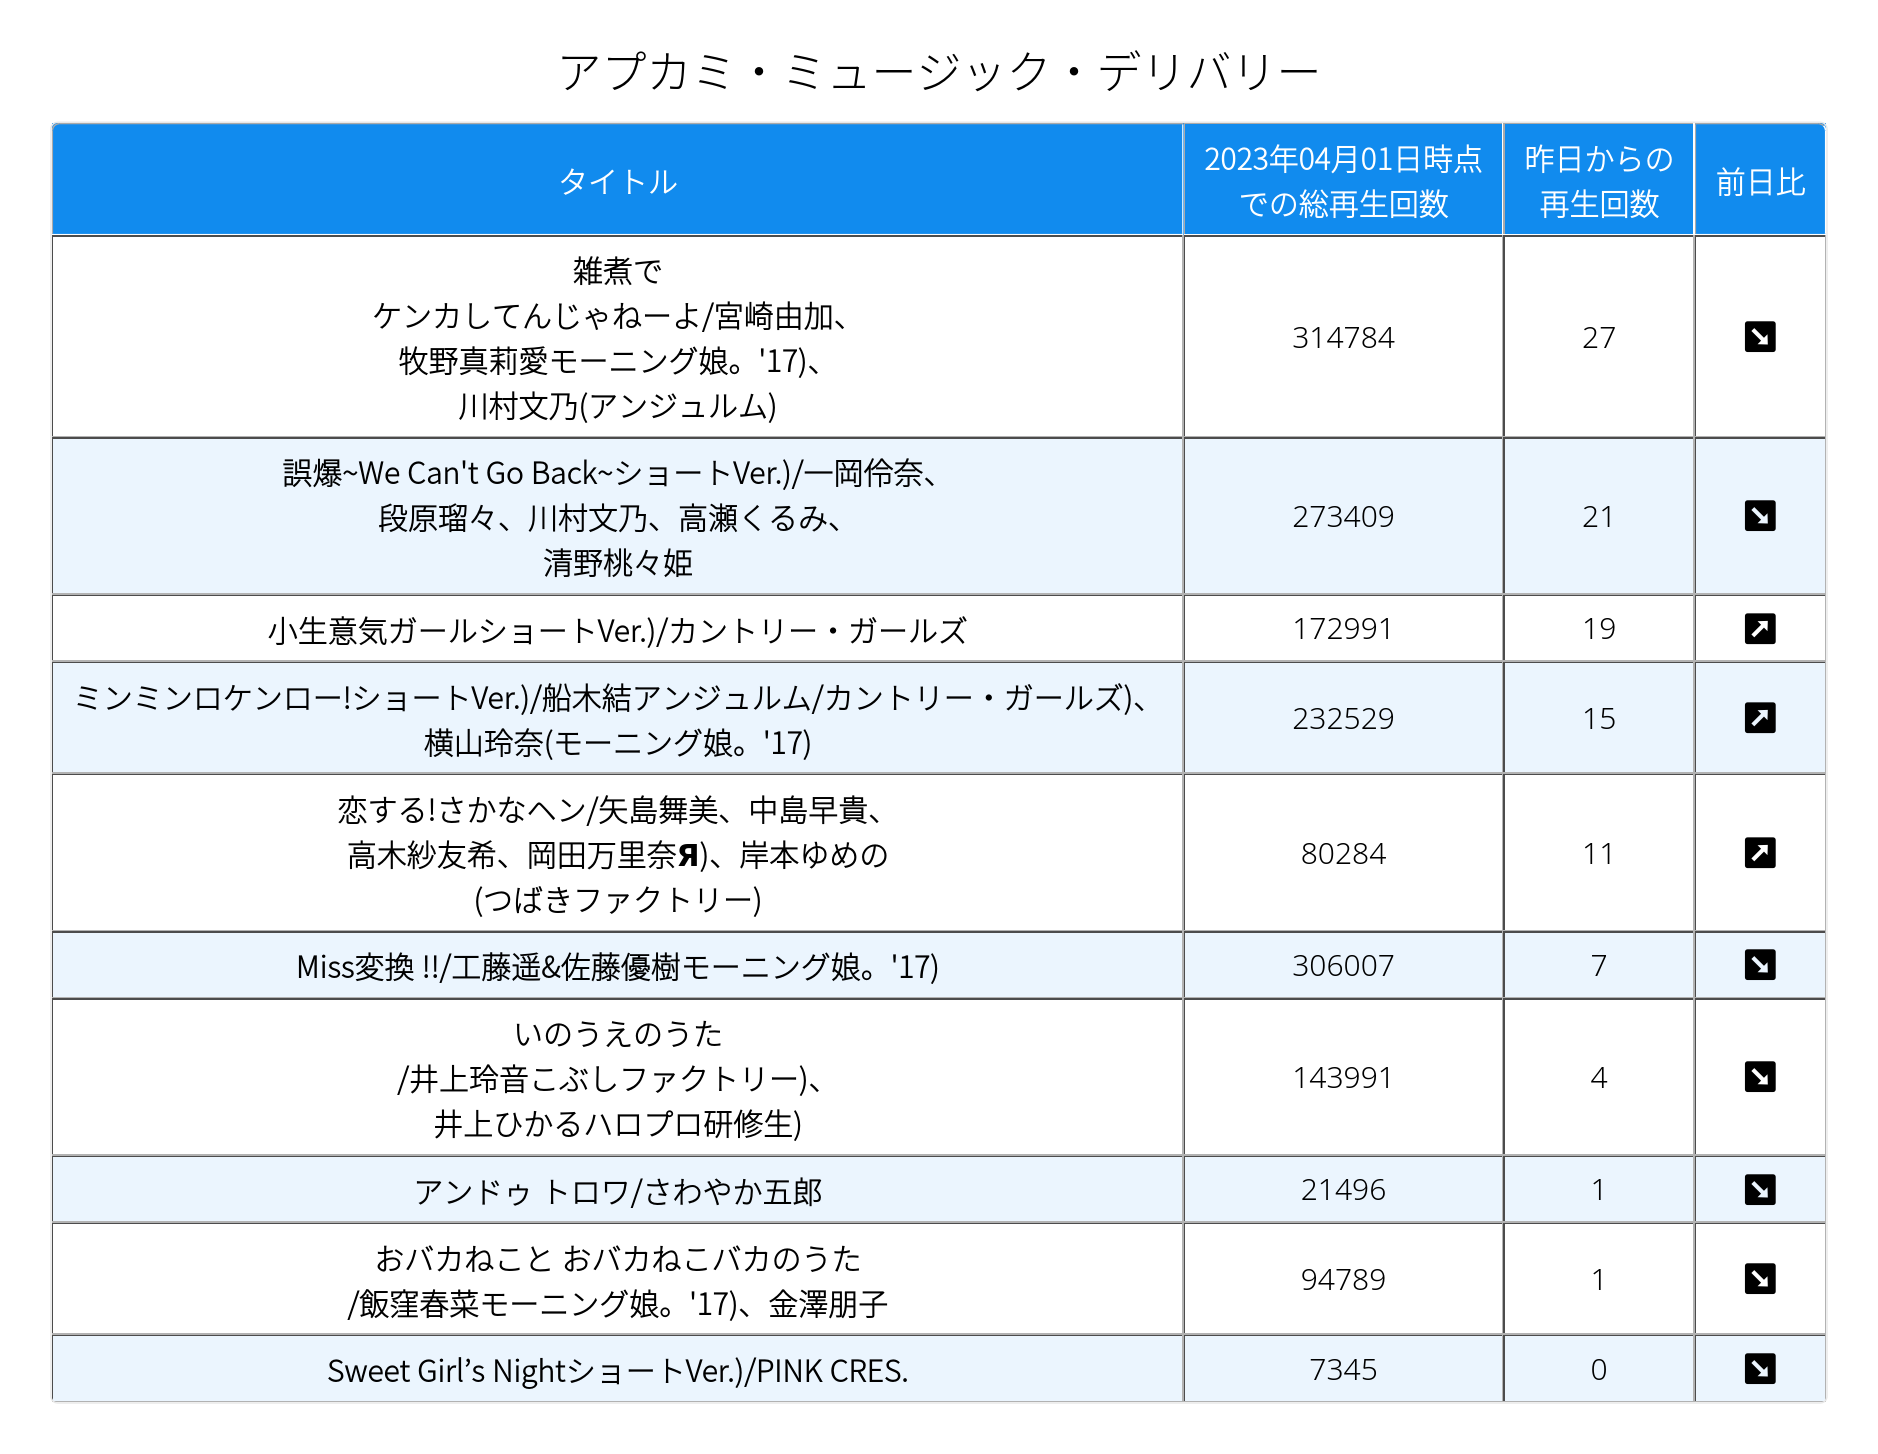 アプカミ・ミュージック・デリバリー
タイトル
2023年04月01日時点
での総再生回数
昨日からの
再生回数
前日比
雑煮で
ケンカしてんじゃねーよ/宮崎由加、
牧野真莉愛モーニング娘。'17)、
川村文乃(アンジュルム)
314784
27
誤爆~We Can't Go Back~ショートVer.)/一岡伶奈、
段原瑠々、川村文乃、高瀬くるみ、
清野桃々姫
273409
21
小生意気ガールショートVer.)/カントリー・ガールズ
172991
19
ミンミンロケンロー!ショートVer.)/船木結アンジュルム/カントリー・ガールズ)、
横山玲奈(モーニング娘。'17)
232529
15
恋する!さかなヘン/矢島舞美、中島早貴、
高木紗友希、岡田万里奈Я)、岸本ゆめの
(つばきファクトリー)
80284
11
Miss変換 !!/工藤遥&佐藤優樹モーニング娘。'17)
306007
7
いのうえのうた
/井上玲音こぶしファクトリー)、
井上ひかるハロプロ研修生)
143991
4
アンドゥ トロワ/さわやか五郎
21496
1
おバカねこと おバカねこバカのうた
/飯窪春菜モーニング娘。'17)、金澤朋子
94789
1
Sweet Girl’s NightショートVer.)/PINK CRES.
7345
0